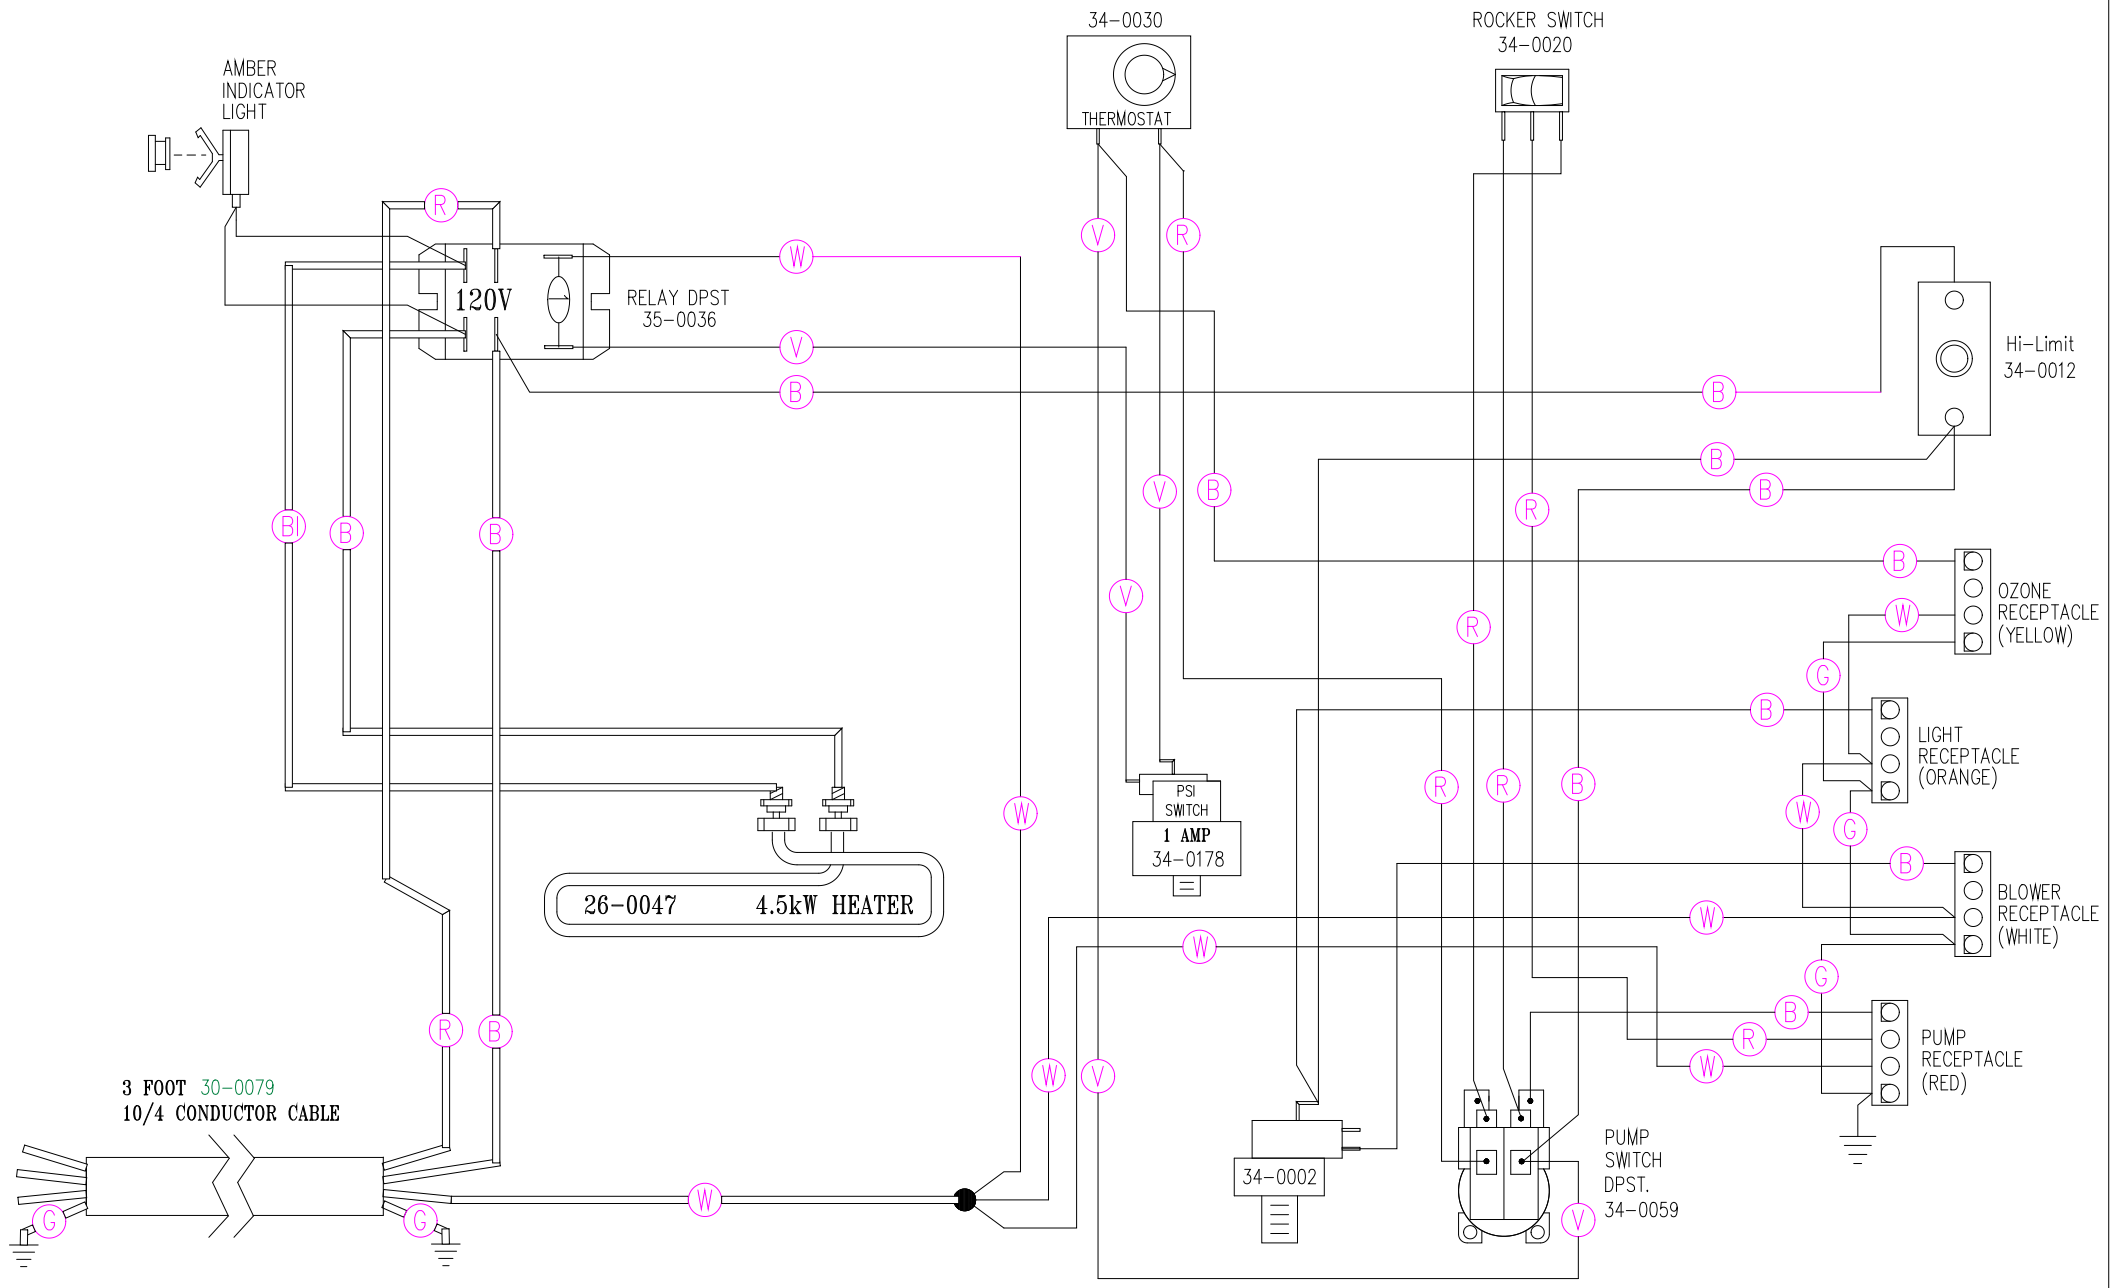 34-0030
ROCKER SWITCH
34-0020
AMBER
INDICATOR
LIGHT
THERMOSTAT
R
V
R
W
120V
RELAY DPST
35-0036
V
B
B
Hi-Limit
34-0012
B
V
B
B
R
BI
B
B
B
V
OZONE
RECEPTACLE
(YELLOW)
W
R
G
B
LIGHT
RECEPTACLE
(ORANGE)
R
R
B
PSI
SWITCH
1 AMP
34-0178
W
W
G
B
26-0047 4.5kW HEATER
BLOWER
RECEPTACLE
(WHITE)
W
W
G
B
R
B
R
PUMP
RECEPTACLE
(RED)
W
W
V
3 FOOT 30-0079
10/4 CONDUCTOR CABLE
PUMP
SWITCH
DPST.
34-0059
34-0002
W
G
G
V